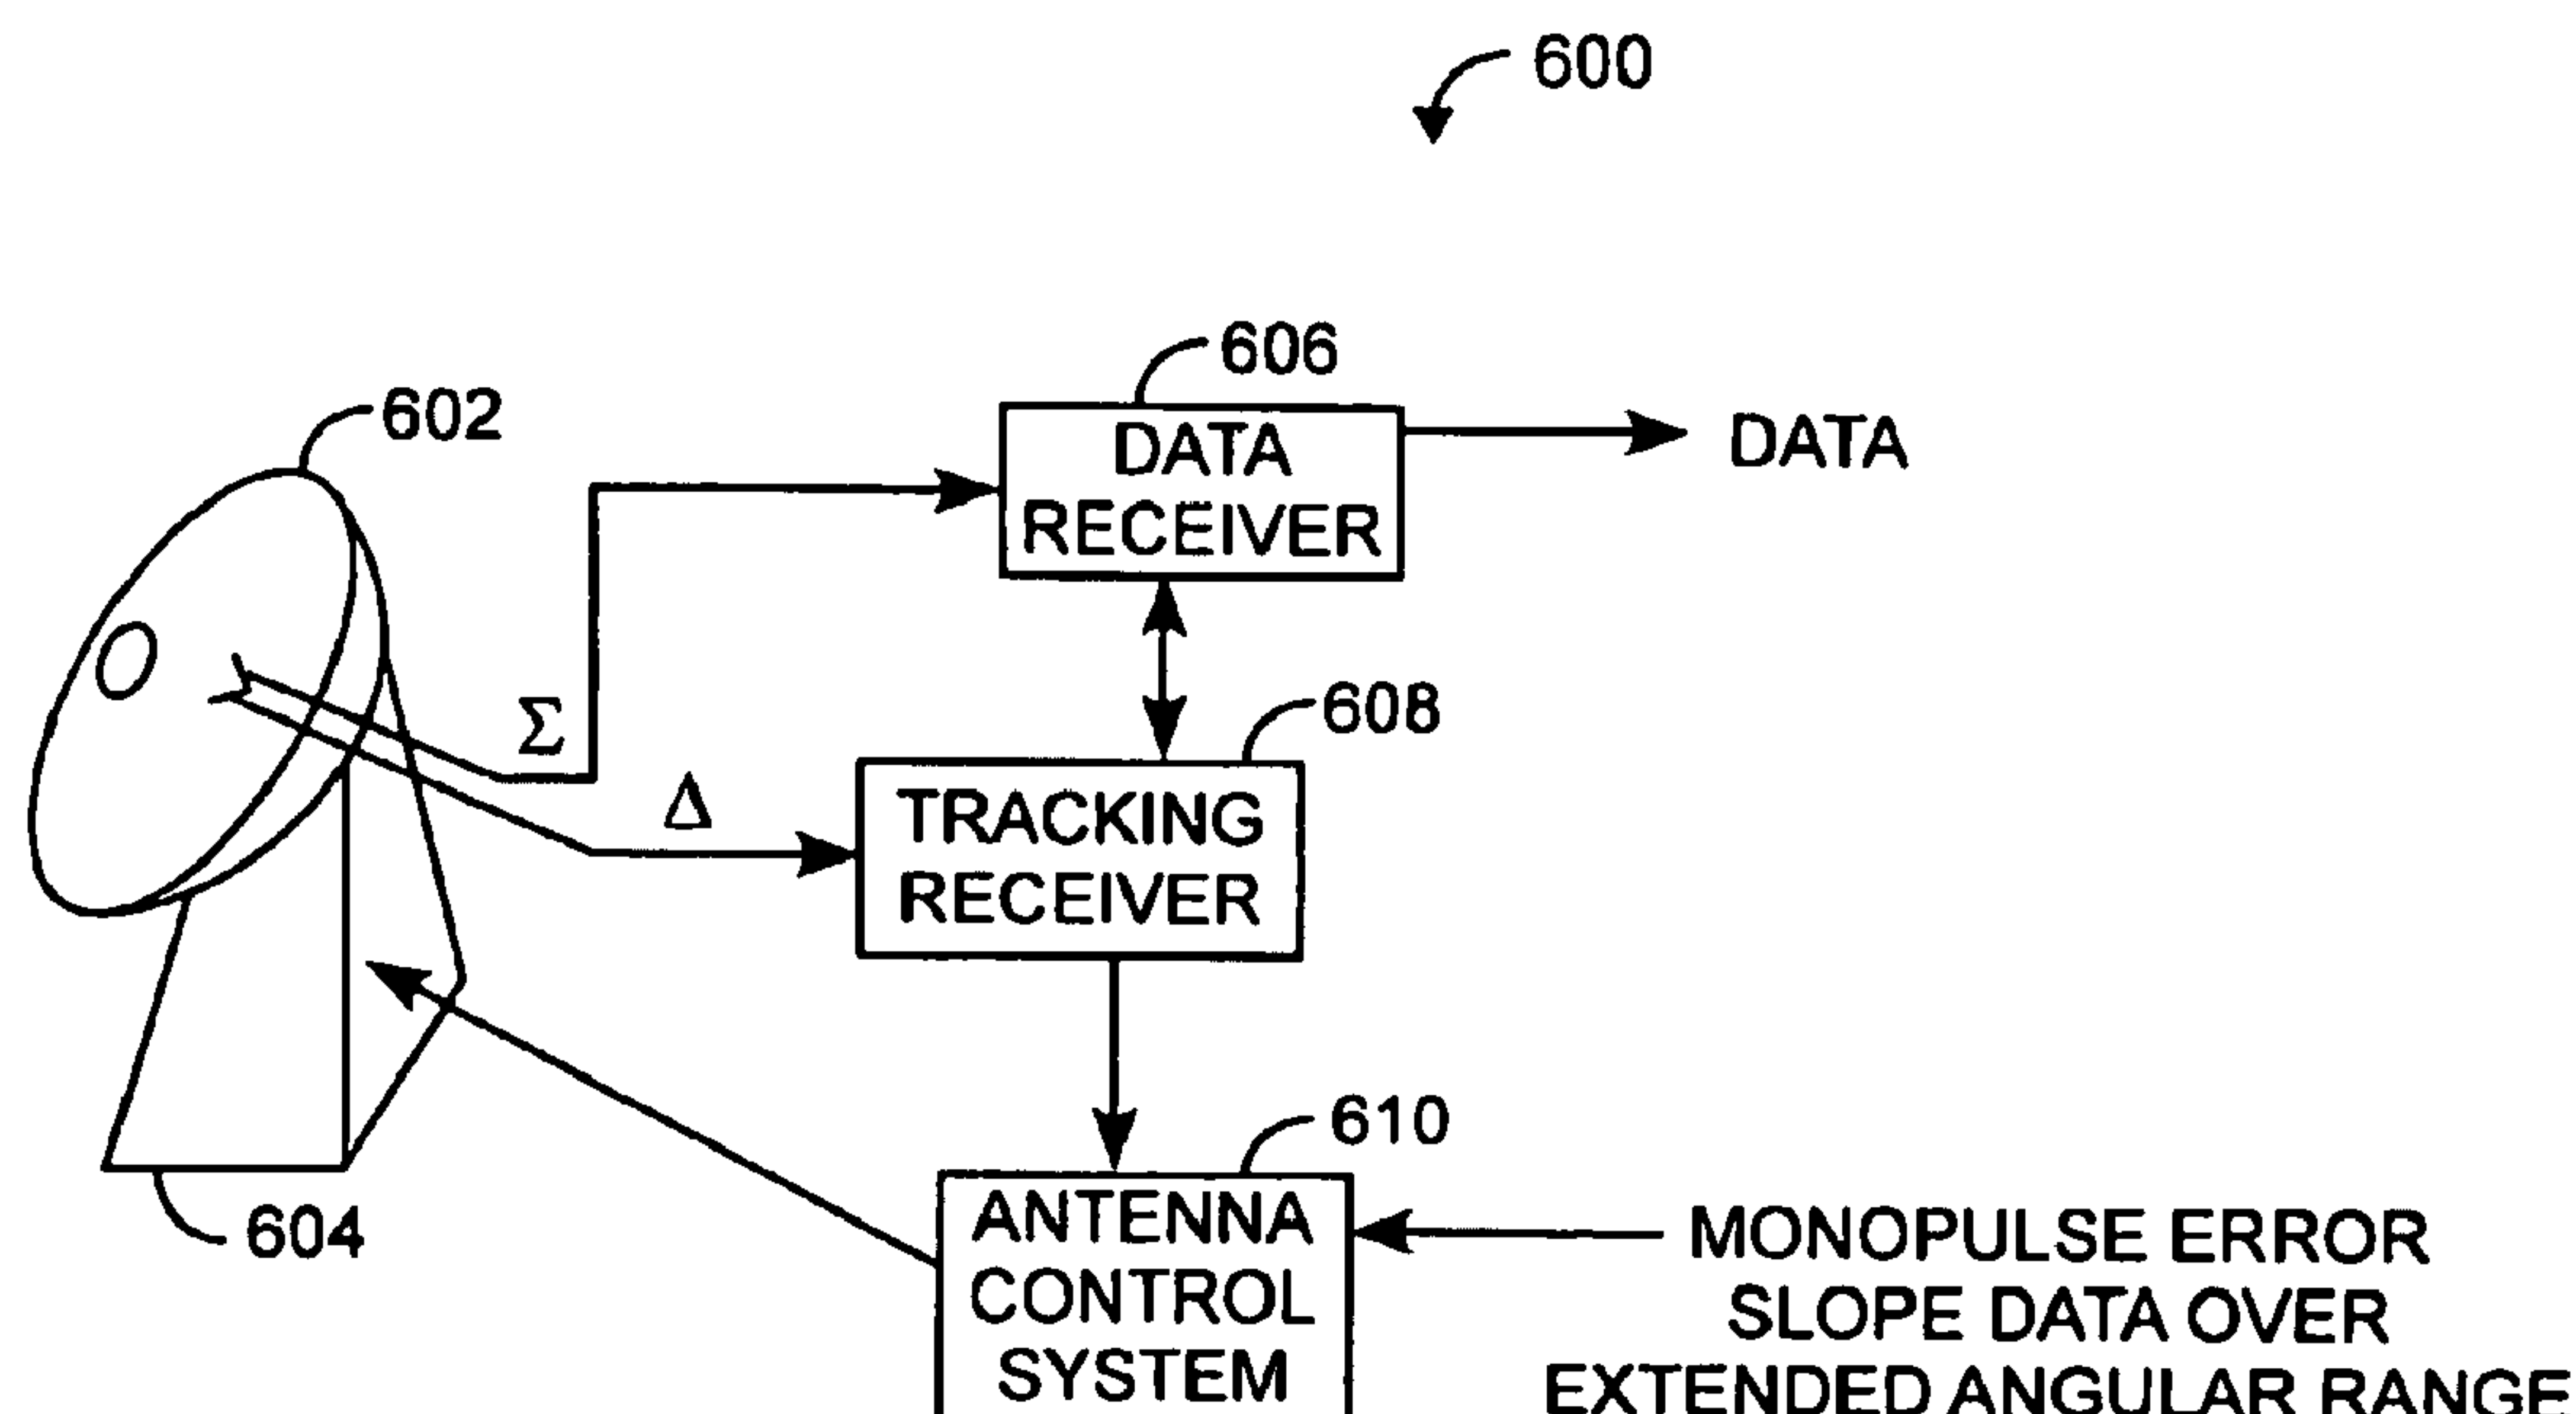 600
606
602
DATA
RECEIVER
DATA
608
Σ
Δ
TRACKING
RECEIVER
610
604
ANTENNA
CONTROL
SYSTEM
MONOPULSE ERROR
SLOPE DATA OVER
EXTENDED ANGULAR RANGE